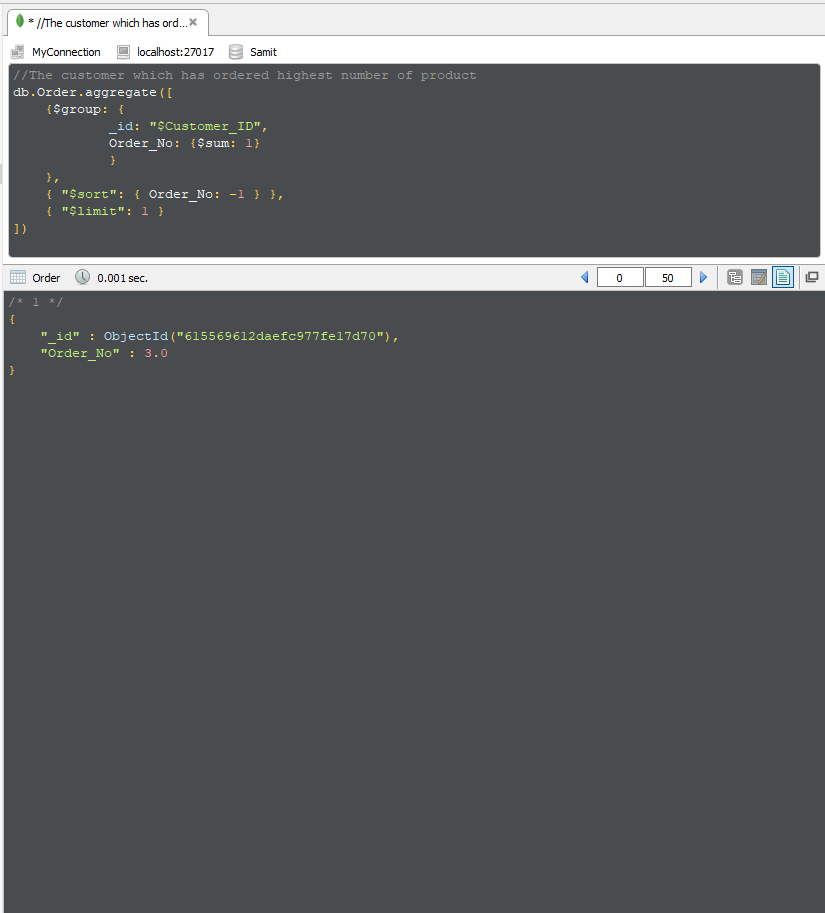 * //The customer which has ord...
MyConnection localhost:27017 Samit
//The customer which has ordered highest number of product
db.Order.aggregate([
{$group: {
_id: "$Customer_ID",
Order_No: {$sum: 1}
}
},
{ "$sort": { Order_No: -1 } },
{ "$limit": 1 }
])
Order 0.001 sec. 0 50
/* 1 */
{
"_id" : ObjectId("615569612daefc977fe17d70"),
"Order_No" : 3.0
}